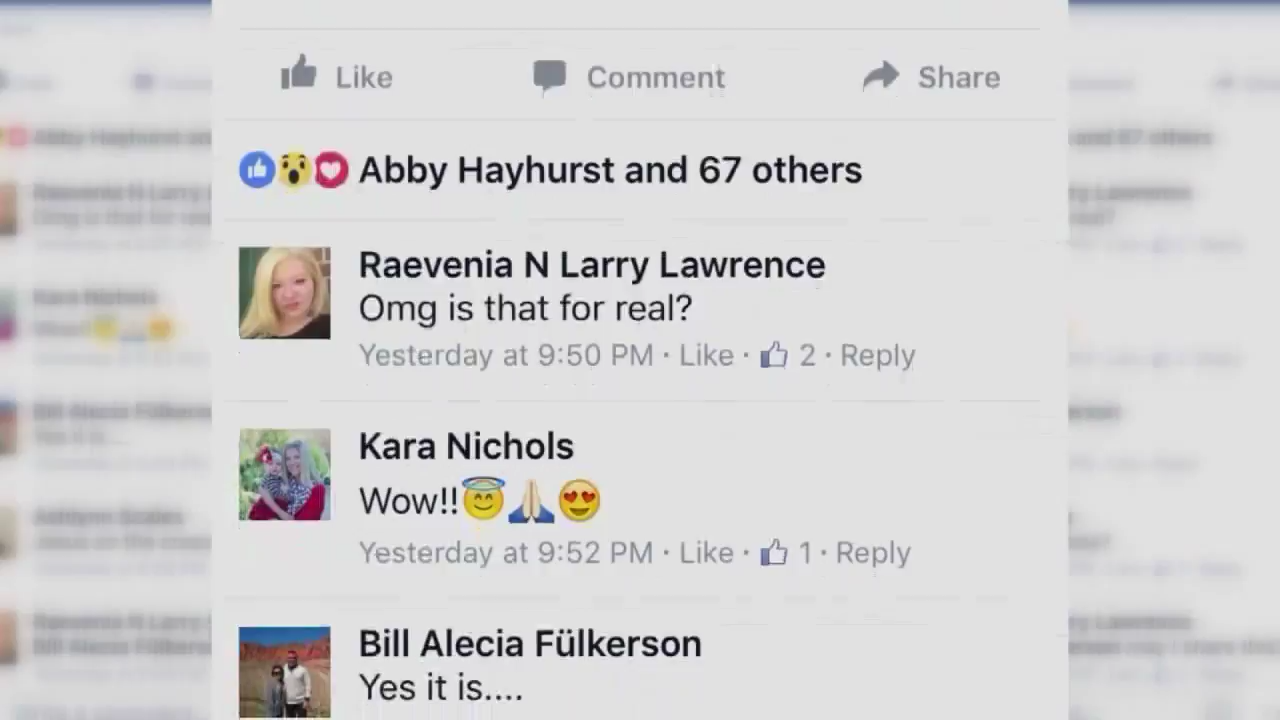 Like Comment Share
Abby Hayhurst and 67 others
Raevenia N Larry Lawrence
Omg is that for real?
Yesterday at 9:50 PM · Like · 2 · Reply
Kara Nichols
Wow!!😇🙏😍
Yesterday at 9:52 PM · Like · 1 · Reply
Bill Alecia Fülkerson
Yes it is....